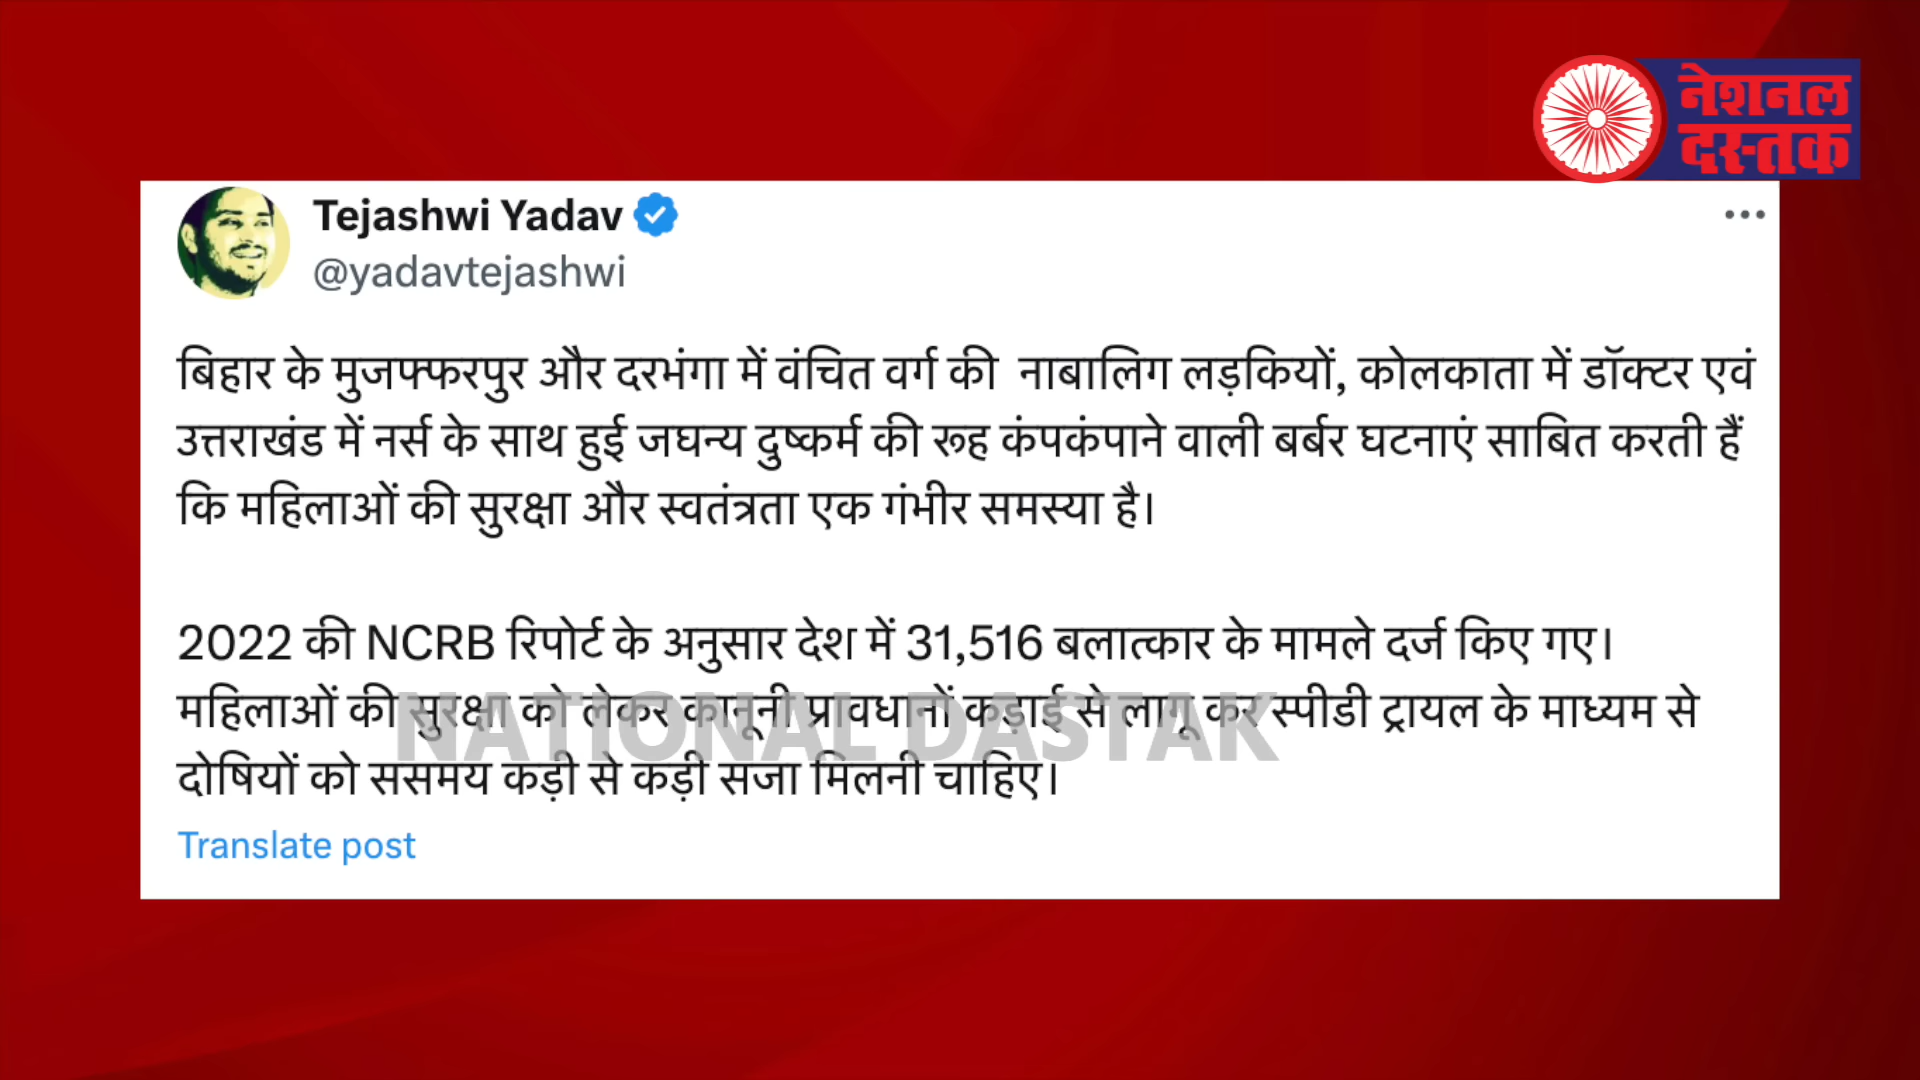 नेशनल
दस्तक
Tejashwi Yadav
@yadavtejashwi
बिहार के मुजफ्फरपुर और दरभंगा में वंचित वर्ग की नाबालिग लड़कियों, कोलकाता में डॉक्टर एवं
उत्तराखंड में नर्स के साथ हुई जघन्य दुष्कर्म की रूह कंपकंपाने वाली बर्बर घटनाएं साबित करती हैं
कि महिलाओं की सुरक्षा और स्वतंत्रता एक गंभीर समस्या है।
2022 की NCRB रिपोर्ट के अनुसार देश में 31,516 बलात्कार के मामले दर्ज किए गए।
महिलाओं की सुरक्षा को लेकर कानूनी प्रावधानों कड़ाई से लागू कर स्पीडी ट्रायल के माध्यम से
NATIONAL DASTAK
दोषियों को ससमय कड़ी से कड़ी सजा मिलनी चाहिए।
Translate post